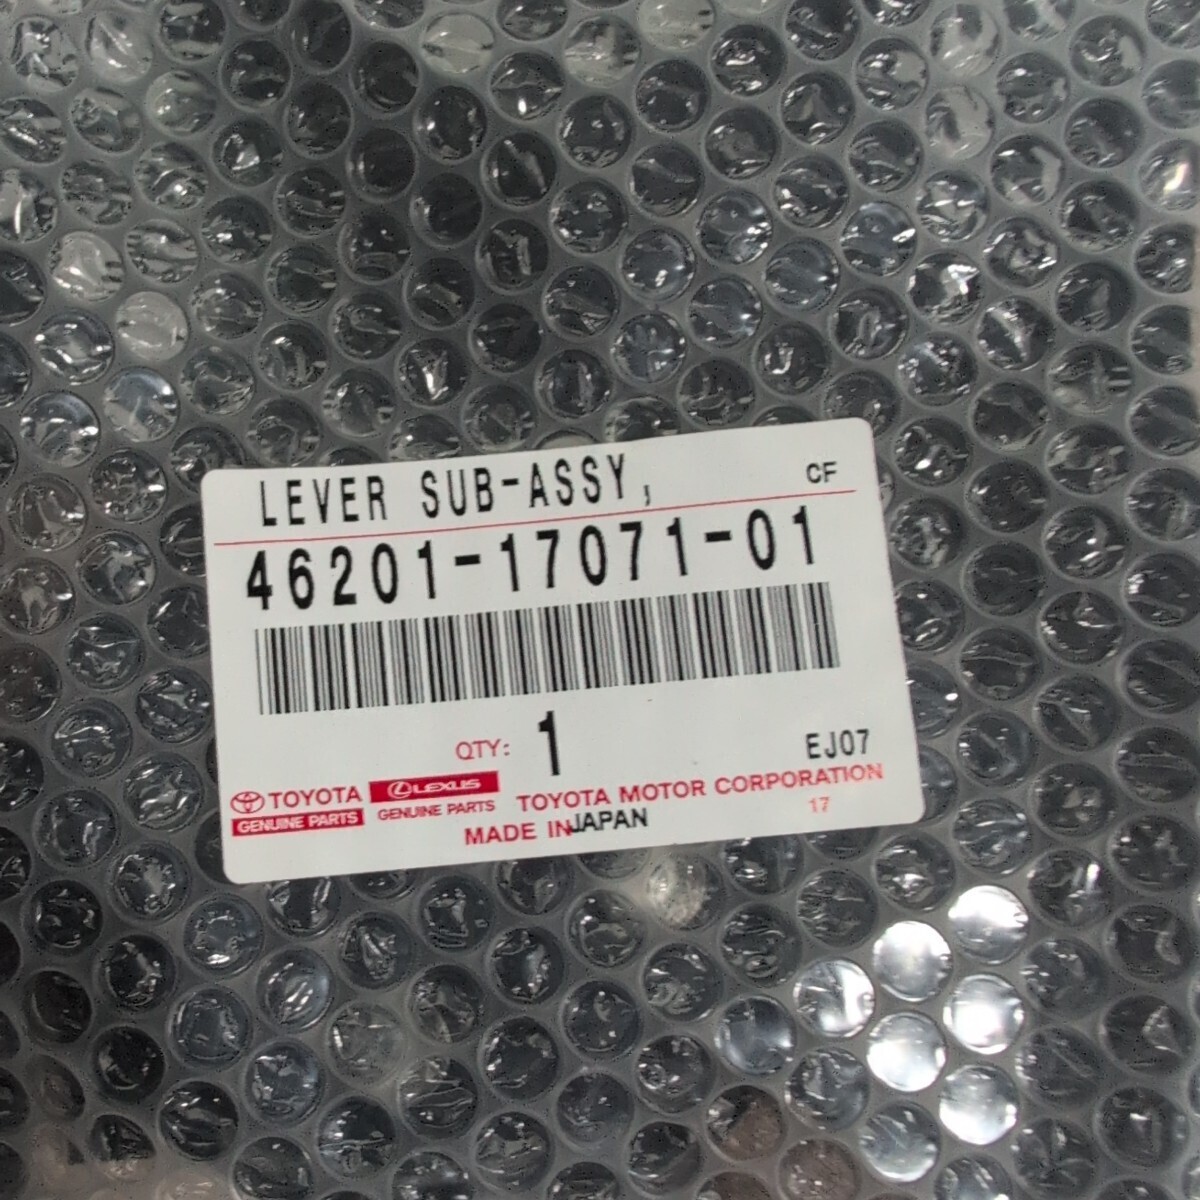 LEVER SUB-ASSY, CF
46201-17071-01
QTY: 1 EJ07
TOYOTA LEXUS TOYOTA MOTOR CORPORATION
GENUINE PARTS GENUINE PARTS 17
MADE IN JAPAN